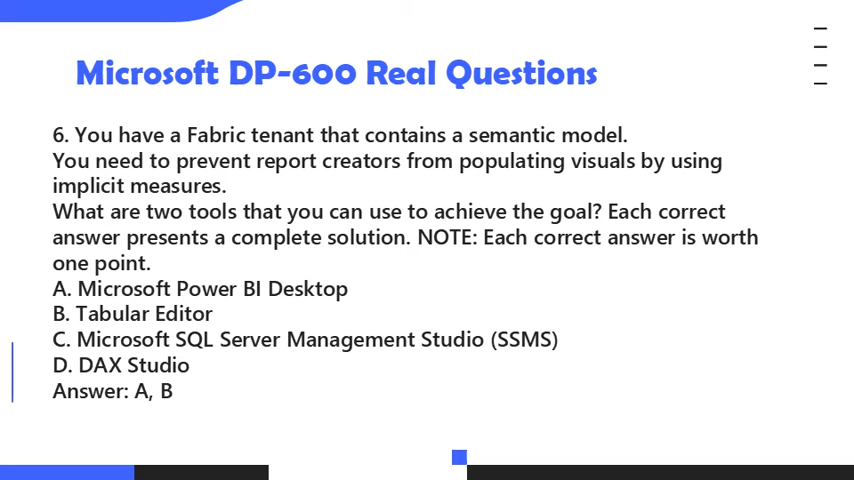 Microsoft DP-600 Real Questions
6. You have a Fabric tenant that contains a semantic model.
You need to prevent report creators from populating visuals by using
implicit measures.
What are two tools that you can use to achieve the goal? Each correct
answer presents a complete solution. NOTE: Each correct answer is worth
one point.
A. Microsoft Power BI Desktop
B. Tabular Editor
C. Microsoft SQL Server Management Studio (SSMS)
D. DAX Studio
Answer: A, B